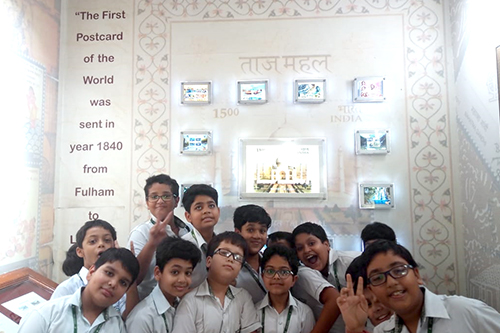 "The First
Postcard
of the
World
was
sent in
year 1840
from
Fulham
to
ताज महल
1500
INDIA